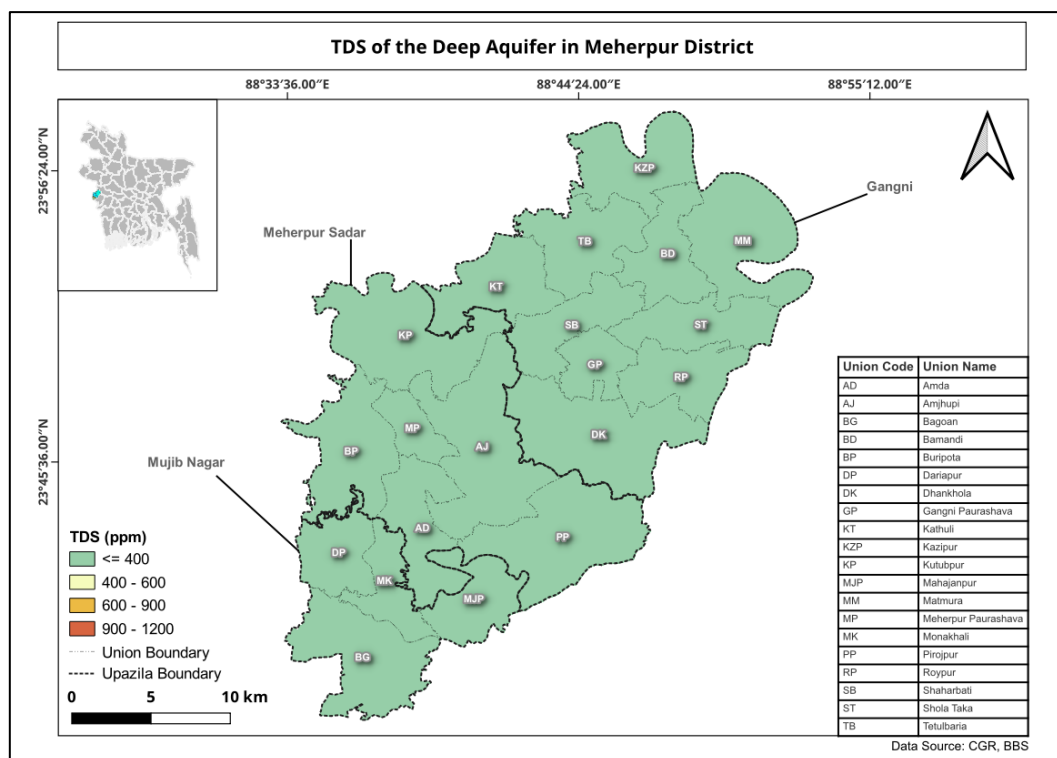 TDS of the Deep Aquifer in Meherpur District
88°33′36.00″E 88°44′24.00″E 88°55′12.00″E
23°56′24.00″N
23°45′36.00″N
KZP
Gangni
Meherpur Sadar
TB
MM
BD
KT
SB
ST
KP
GP
RP
MP
DK
AJ
BP
Mujib Nagar
AD
PP
DP
MK
MJP
BG
TDS (ppm)
<= 400
400 - 600
600 - 900
900 - 1200
Union Boundary
Upazila Boundary
0 5 10 km
Union Code Union Name
AD Amda
AJ Amjhupi
BG Bagoan
BD Bamandi
BP Buripota
DP Dariapur
DK Dhankhola
GP Gangni Paurashava
KT Kathuli
KZP Kazipur
KP Kutubpur
MJP Mahajanpur
MM Matmura
MP Meherpur Paurashava
MK Monakhali
PP Pirojpur
RP Roypur
SB Shaharbati
ST Shola Taka
TB Tetulbaria
Data Source: CGR, BBS